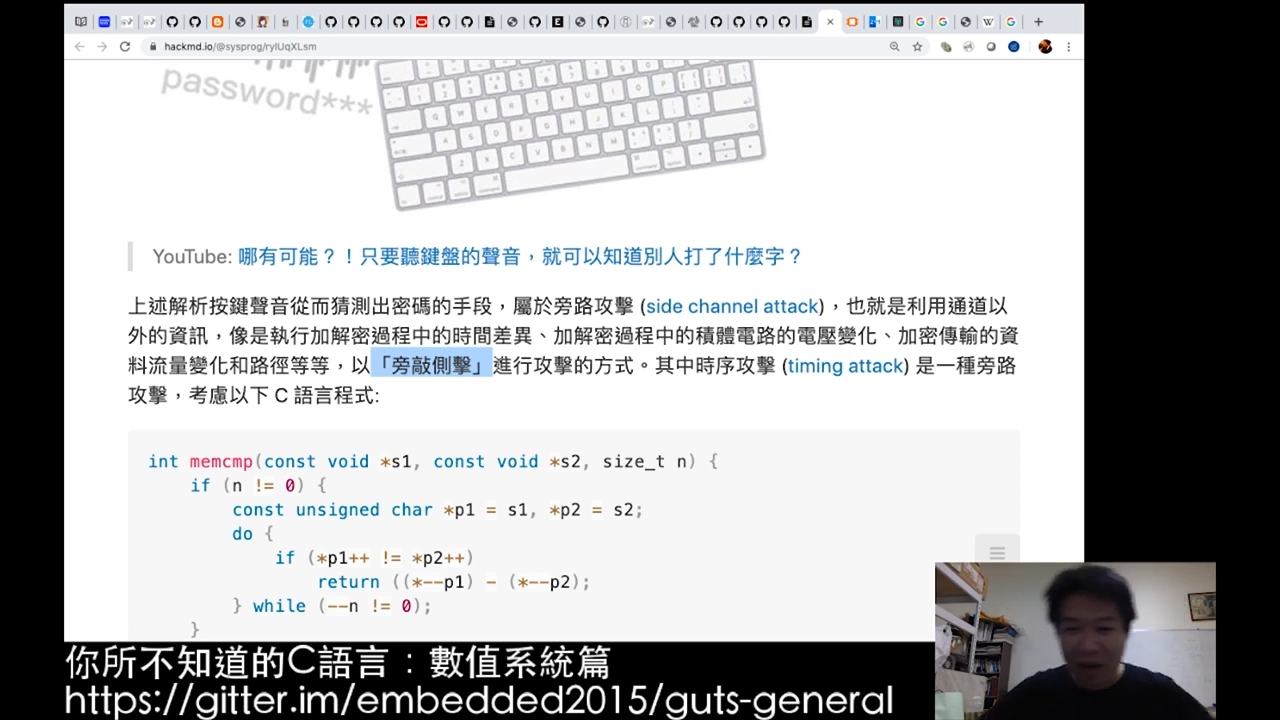 hackmd.io/@sysprog/rylUqXLsm
password***
YouTube: 哪有可能？！只要聽鍵盤的聲音，就可以知道別人打了什麼字？
上述解析按鍵聲音從而猜測出密碼的手段，屬於旁路攻擊 (side channel attack)，也就是利用通道以
外的資訊，像是執行加解密過程中的時間差異、加解密過程中的積體電路的電壓變化、加密傳輸的資
料流量變化和路徑等等，以「旁敲側擊」進行攻擊的方式。其中時序攻擊 (timing attack) 是一種旁路
攻擊，考慮以下 C 語言程式:
int memcmp(const void *s1, const void *s2, size_t n) {
if (n != 0) {
const unsigned char *p1 = s1, *p2 = s2;
do {
if (*p1++ != *p2++)
return ((*--p1) - (*--p2);
} while (--n != 0);
}
你所不知道的C語言：數值系統篇
https://gitter.im/embedded2015/guts-general